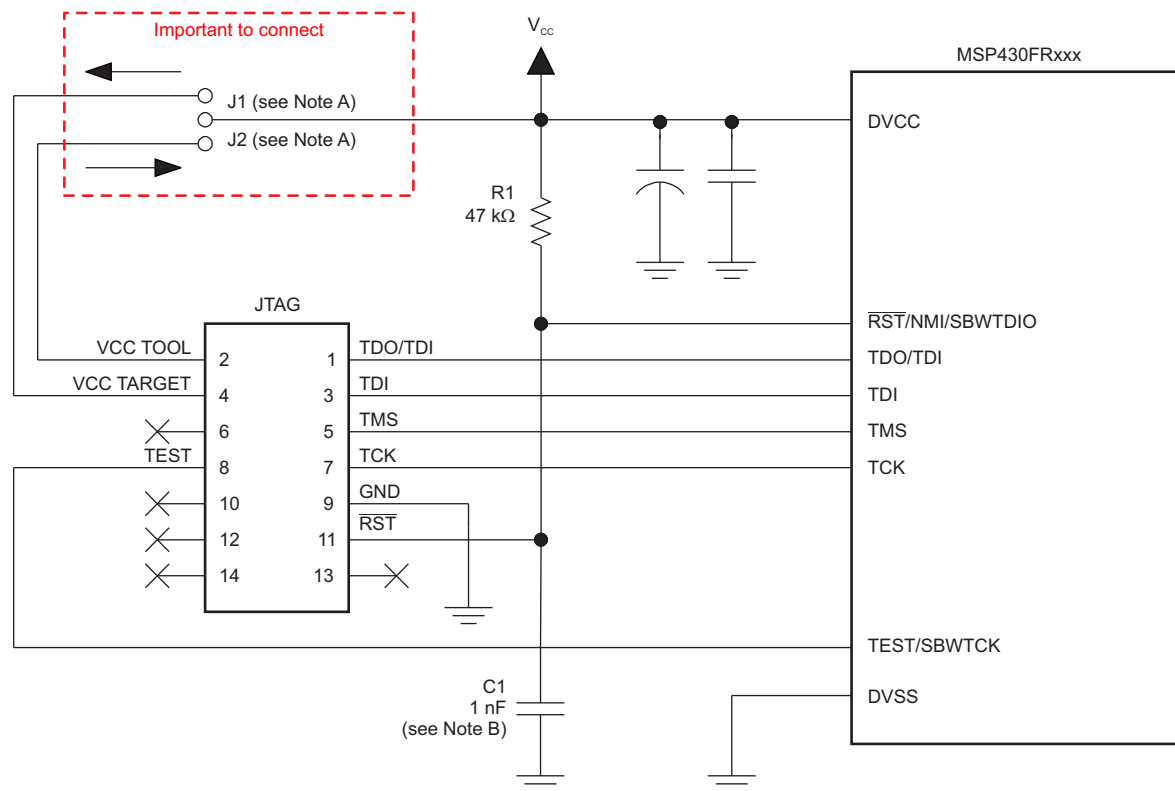 Important to connect
J1 (see Note A)
J2 (see Note A)
VCC
MSP430FRxxx
DVCC
R1
47 kΩ
JTAG
RST/NMI/SBWTDIO
VCC TOOL 2 1 TDO/TDI TDO/TDI
VCC TARGET 4 3 TDI TDI
6 5 TMS TMS
TEST 8 7 TCK TCK
10 9 GND
12 11 RST
14 13
TEST/SBWTCK
C1
1 nF
(see Note B)
DVSS